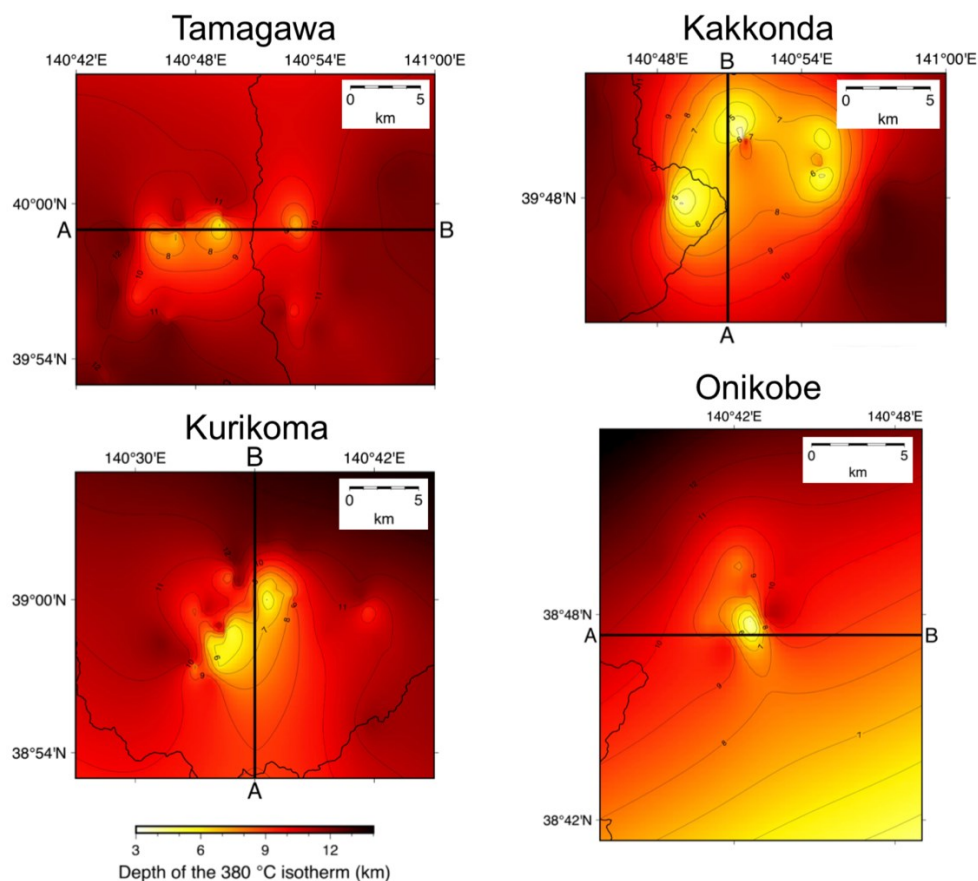 Tamagawa
140°42'E 140°48'E 140°54'E 141°00'E
0 5
km
40°00'N
A B
39°54'N
Kakkonda
B
140°48'E 140°54'E 141°00'E
0 5
km
39°48'N
A
Kurikoma
B
140°30'E 140°42'E
0 5
km
39°00'N
38°54'N
A
Onikobe
140°42'E 140°48'E
0 5
km
38°48'N
A B
38°42'N
3 6 9 12
Depth of the 380 °C isotherm (km)